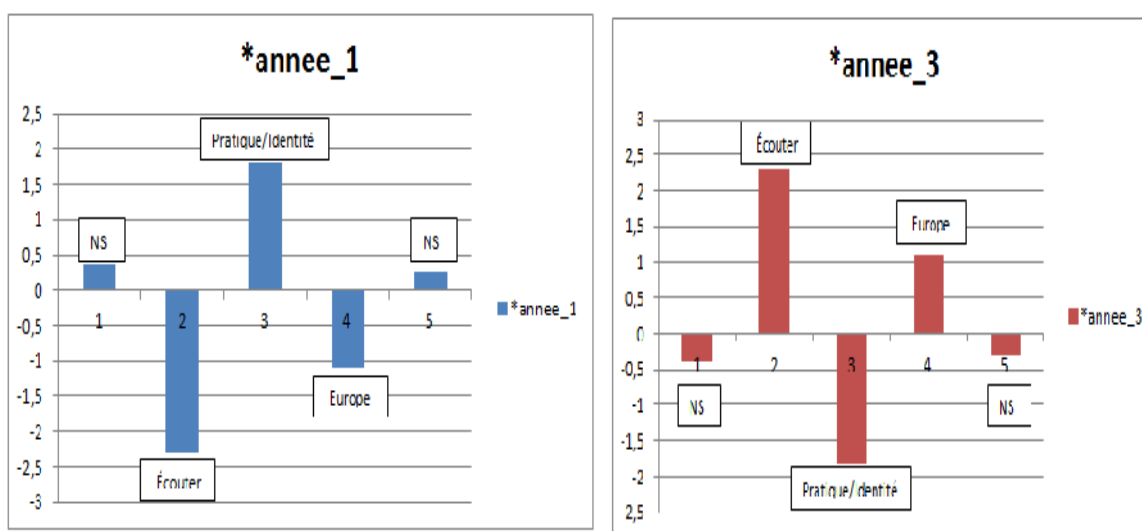 *annee_1
2,5
2
1,5
1
0,5
0
-0,5
-1
-1,5
-2
-2,5
-3
Pratique/Identité
NS
NS
1
2
3
4
5
Europe
Écouter
*annee_1
*annee_3
3
2,5
2
1,5
1
0,5
0
-0,5
-1
-1,5
-2
2,5
Écouter
Europe
1
2
3
4
5
NS
NS
Pratique/Identité
*annee_3